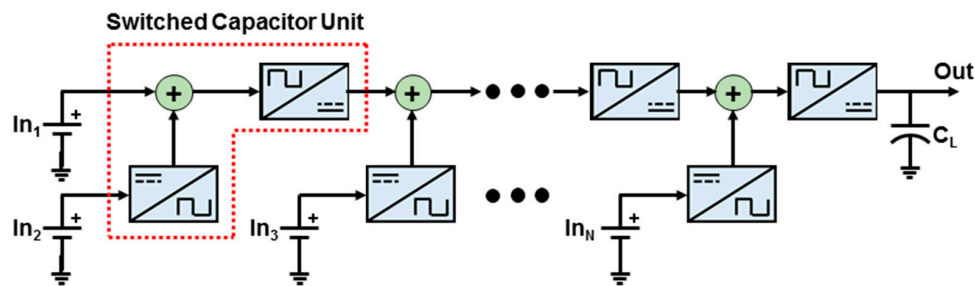 Switched Capacitor Unit
Out
In1
+
+
+
+
CL
In2
+
In3
+
InN
+